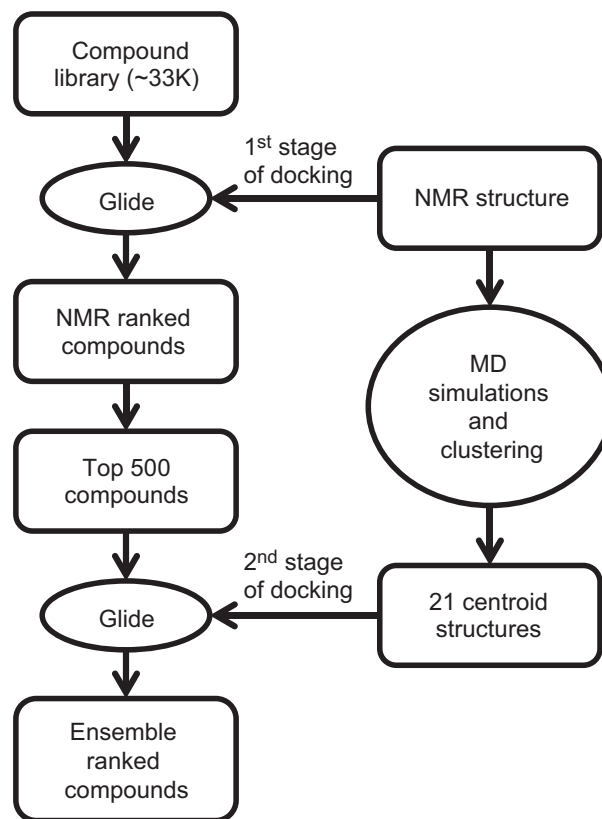 Compound
library (~33K)
1st stage
of docking
Glide
NMR structure
NMR ranked
compounds
MD
simulations
and
clustering
Top 500
compounds
2nd stage
of docking
Glide
21 centroid
structures
Ensemble
ranked
compounds